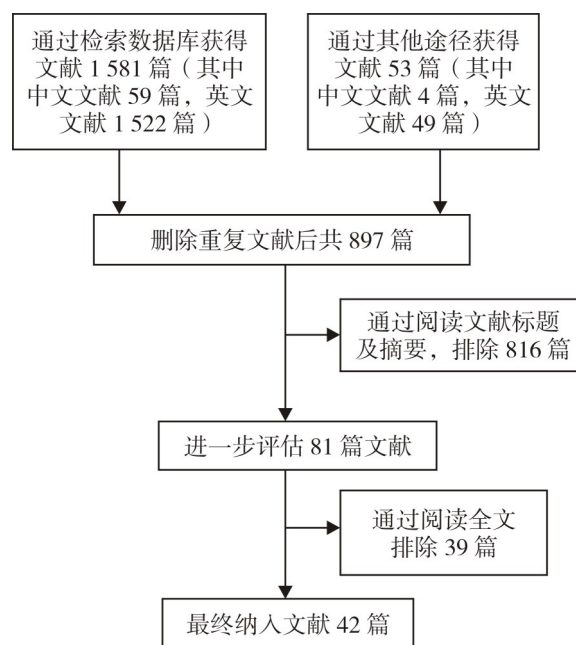 通过检索数据库获得
文献 1 581 篇（其中
中文文献 59 篇，英文
文献 1 522 篇）
通过其他途径获得
文献 53 篇（其中
中文文献 4 篇，英文
文献 49 篇）
删除重复文献后共 897 篇
通过阅读文献标题
及摘要，排除 816 篇
进一步评估 81 篇文献
通过阅读全文
排除 39 篇
最终纳入文献 42 篇